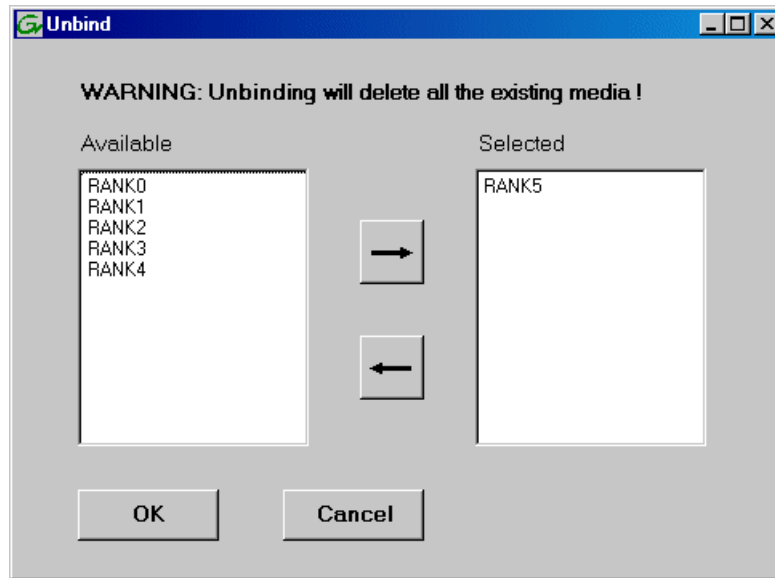 Unbind
WARNING: Unbinding will delete all the existing media !
Available
Selected
RANK0
RANK1
RANK2
RANK3
RANK4
RANK5
OK
Cancel